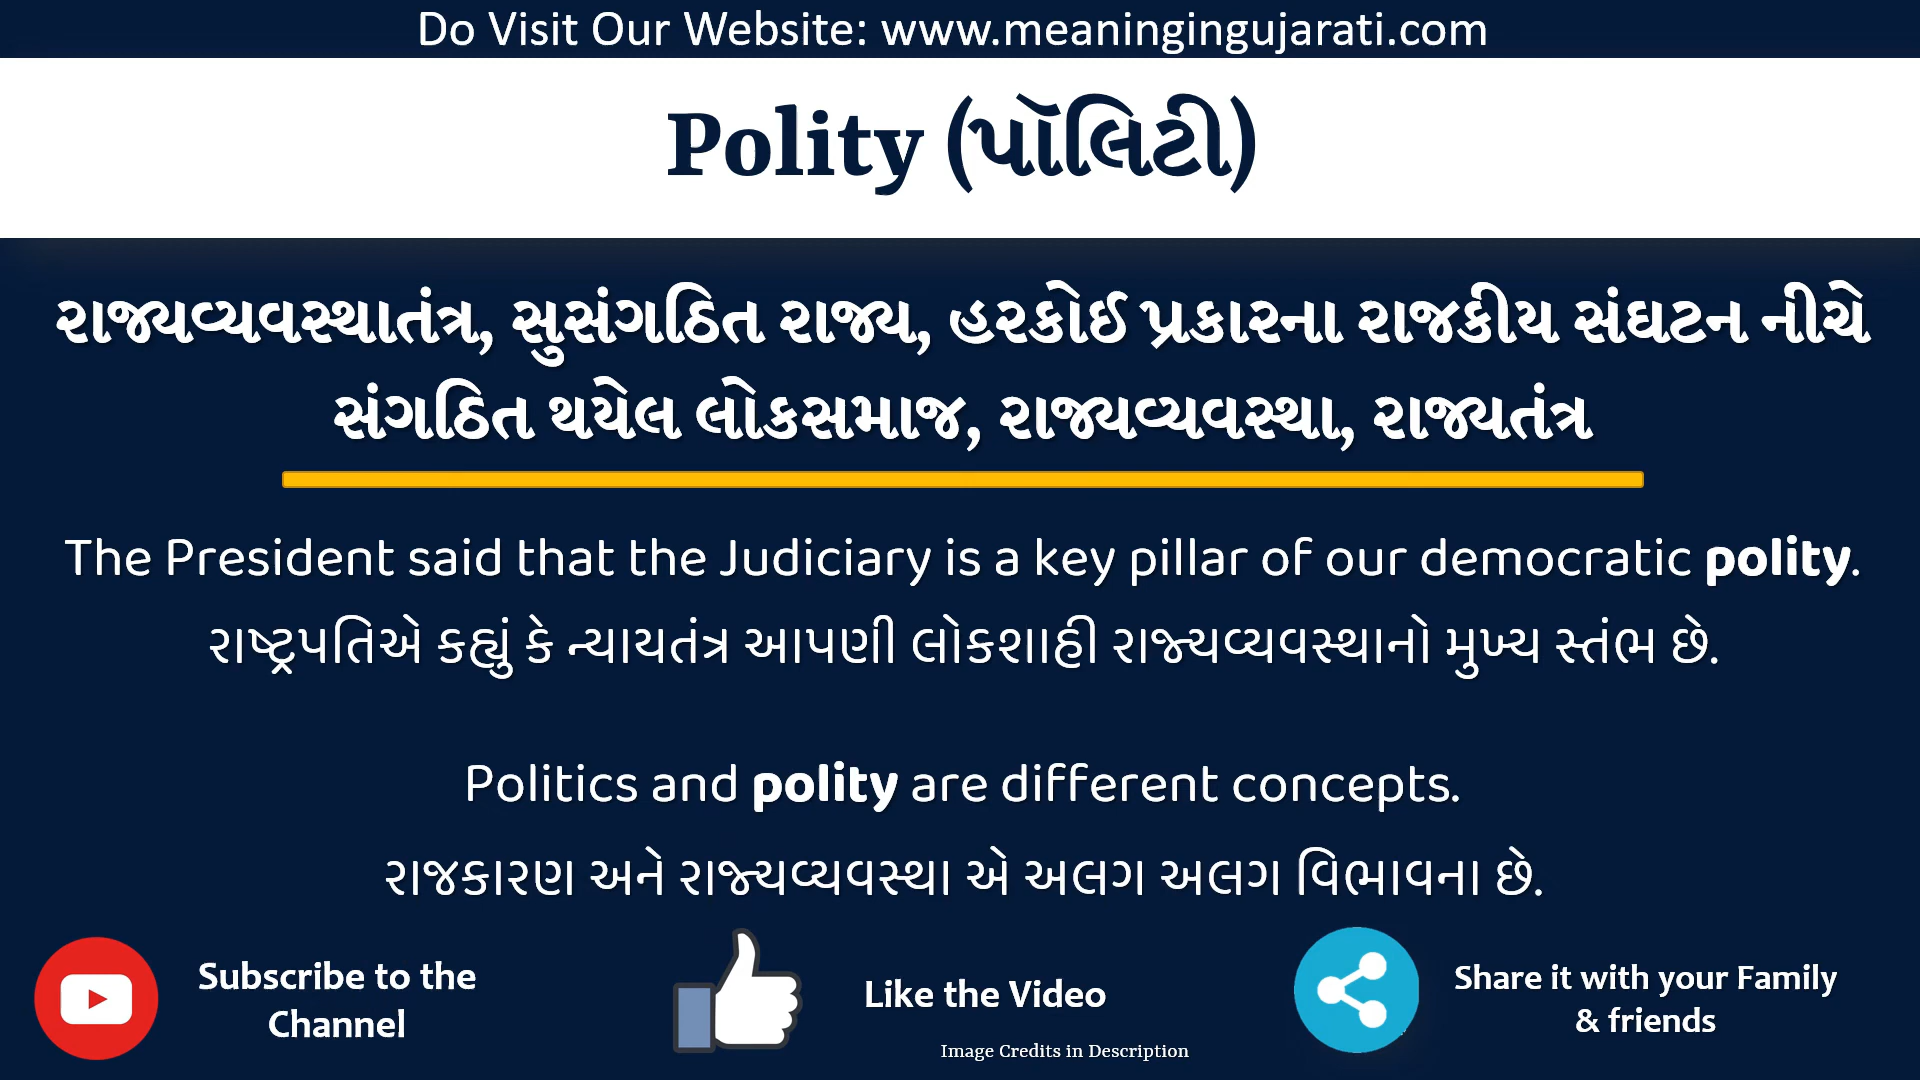 Do Visit Our Website: www.meaningingujarati.com
Polity (પૉલિટી)
રાજ્યવ્યવસ્થાતંત્ર, સુસંગઠિત રાજ્ય, હરકોઈ પ્રકારના રાજકીય સંઘટન નીચે
સંગઠિત થયેલ લોકસમાજ, રાજ્યવ્યવસ્થા, રાજ્યતંત્ર
The President said that the Judiciary is a key pillar of our democratic polity.
રાષ્ટ્રપતિએ કહ્યું કે ન્યાયતંત્ર આપણી લોકશાહી રાજ્યવ્યવસ્થાનો મુખ્ય સ્તંભ છે.
Politics and polity are different concepts.
રાજકારણ અને રાજ્યવ્યવસ્થા એ અલગ અલગ વિભાવના છે.
Subscribe to the
Channel
Like the Video
Share it with your Family
& friends
Image Credits in Description